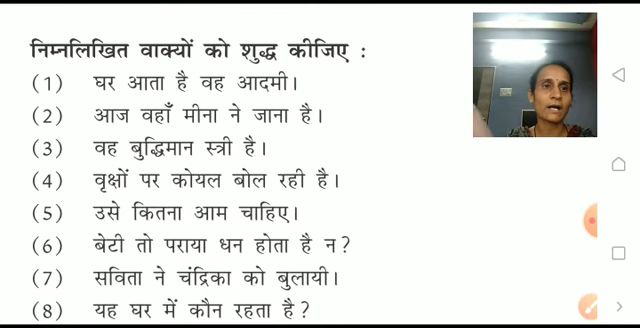 निम्नलिखित वाक्यों को शुद्ध कीजिए :
(1) घर आता है वह आदमी।
(2) आज वहाँ मीना ने जाना है।
(3) वह बुद्धिमान स्त्री है।
(4) वृक्षों पर कोयल बोल रही है।
(5) उसे कितना आम चाहिए।
(6) बेटी तो पराया धन होता है न?
(7) सविता ने चंद्रिका को बुलायी।
(8) यह घर में कौन रहता है?